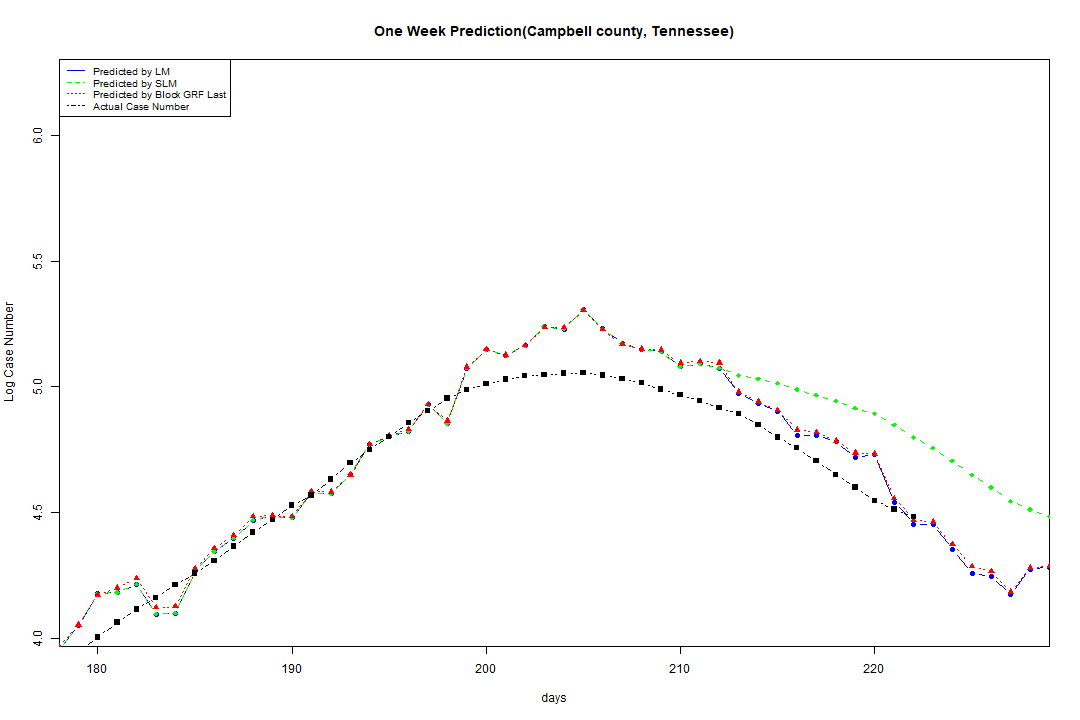 One Week Prediction(Campbell county, Tennessee)
Predicted by LM
Predicted by SLM
Predicted by Block GRF Last
Actual Case Number
6.0
5.5
5.0
4.5
4.0
Log Case Number
180 190 200 210 220
days